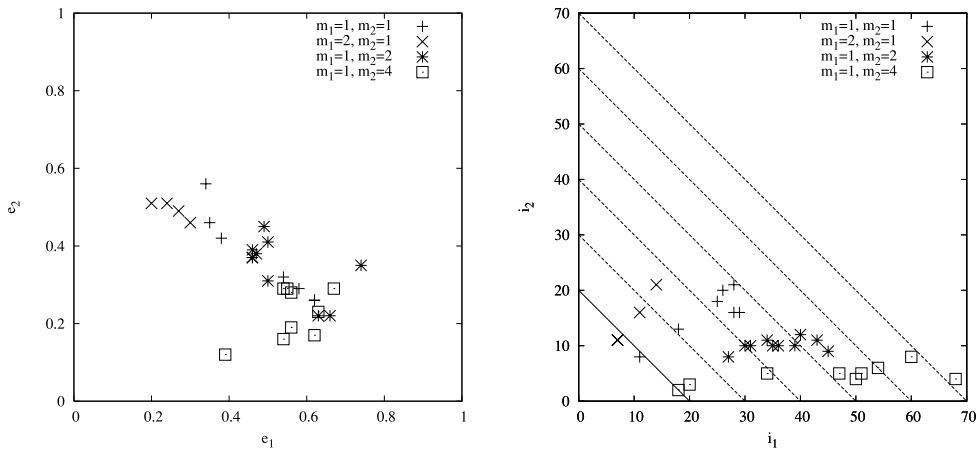 1
0.8
0.6
0.4
0.2
0
0 0.2 0.4 0.6 0.8 1
e2
e1
m1=1, m2=1
m1=2, m2=1
m1=1, m2=2
m1=1, m2=4
70
60
50
40
30
20
10
0
0 10 20 30 40 50 60 70
i2
i1
m1=1, m2=1
m1=2, m2=1
m1=1, m2=2
m1=1, m2=4